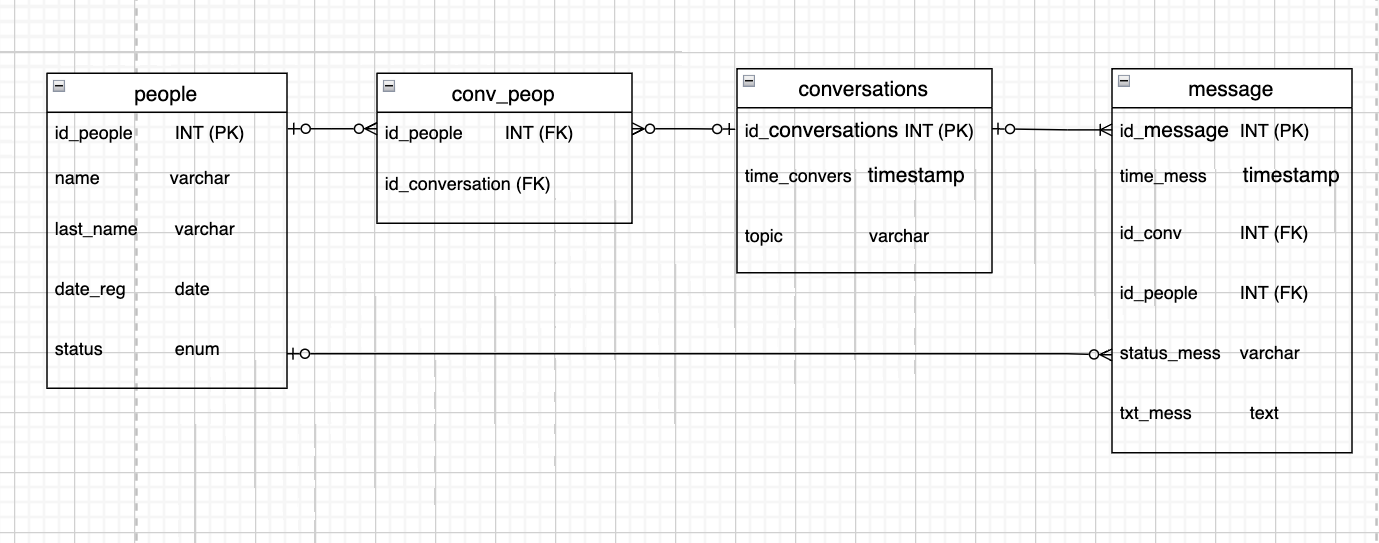 people
id_people INT (PK)
name varchar
last_name varchar
date_reg date
status enum
conv_peop
id_people INT (FK)
id_conversation (FK)
conversations
id_conversations INT (PK)
time_convers timestamp
topic varchar
message
id_message INT (PK)
time_mess timestamp
id_conv INT (FK)
id_people INT (FK)
status_mess varchar
txt_mess text